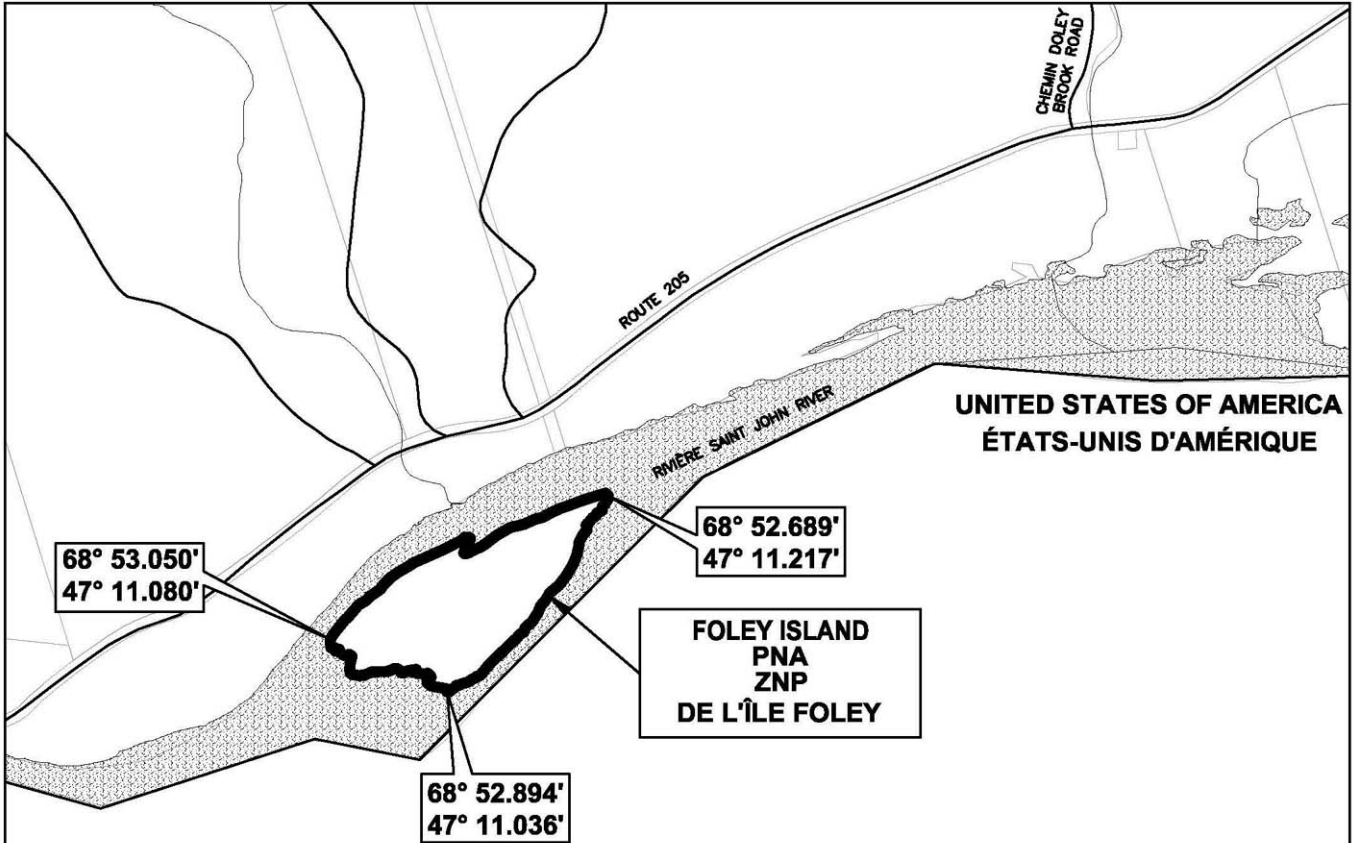 CHEMIN DOLEY
BROOK ROAD
ROUTE 205
RIVIÈRE SAINT JOHN RIVER
UNITED STATES OF AMERICA
ÉTATS-UNIS D'AMÉRIQUE
68° 52.689'
47° 11.217'
68° 53.050'
47° 11.080'
FOLEY ISLAND
PNA
ZNP
DE L'ÎLE FOLEY
68° 52.894'
47° 11.036'